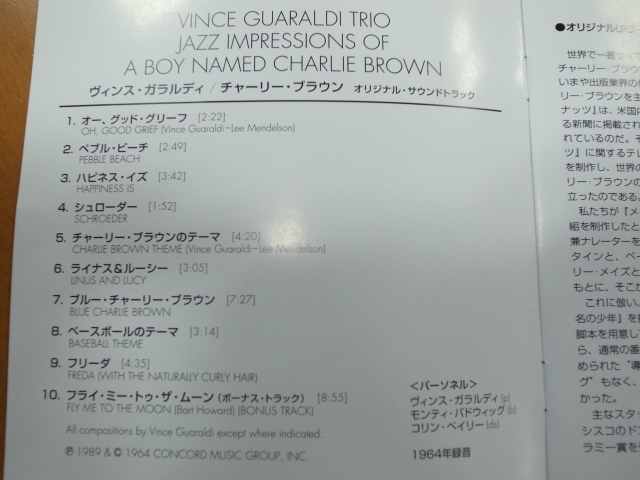 VINCE GUARALDI TRIO
JAZZ IMPRESSIONS OF
A BOY NAMED CHARLIE BROWN
ヴィンス・ガラルディ / チャーリー・ブラウン オリジナル・サウンドトラック
1. オー、グッド・グリーフ [2:22]
OH, GOOD GRIEF (Vince Guaraldi–Lee Mendelson)
2. ペブル・ビーチ [2:49]
PEBBLE BEACH
3. ハピネス・イズ [3:42]
HAPPINESS IS
4. シュローダー [1:52]
SCHROEDER
5. チャーリー・ブラウンのテーマ [4:20]
CHARLIE BROWN THEME (Vince Guaraldi–Lee Mendelson)
6. ライナス&ルーシー [3:05]
LINUS AND LUCY
7. ブルー・チャーリー・ブラウン [7:27]
BLUE CHARLIE BROWN
8. ベースボールのテーマ [3:14]
BASEBALL THEME
9. フリーダ [4:35]
FREDA (WITH THE NATURALLY CURLY HAIR)
10. フライ・ミー・トゥ・ザ・ムーン (ボーナス・トラック) [8:55]
FLY ME TO THE MOON (Bart Howard) (BONUS TRACK)
All compositions by Vince Guaraldi except where indicated.
℗ 1989 & © 1964 CONCORD MUSIC GROUP, INC.
<パーソネル>
ヴィンス・ガラルディ(p)
モンティ・バドウィッグ(b)
コリン・ベイリー(ds)
1964年録音
●オリジナルLP
世界で一番
チャーリー・ブラウ
いまや出版業界の
リー・ブラウンを主
ナッツ』は、米国内
る新聞に掲載され
れているのだ。そ
ツ』に関するテレ
を制作し、世界の
リー・ブラウンの
立ったのである。
私たちが『メ
組を制作したと
兼ナレーターを
タインと、ベー
リー・メイズと
もとに、そこか
これに倣い、
名の少年』を
脚本を用意して
ら、通常の番
められた“導
グ”もなく、
かった。
主なスタッ
シスコのドン
ラミー賞を